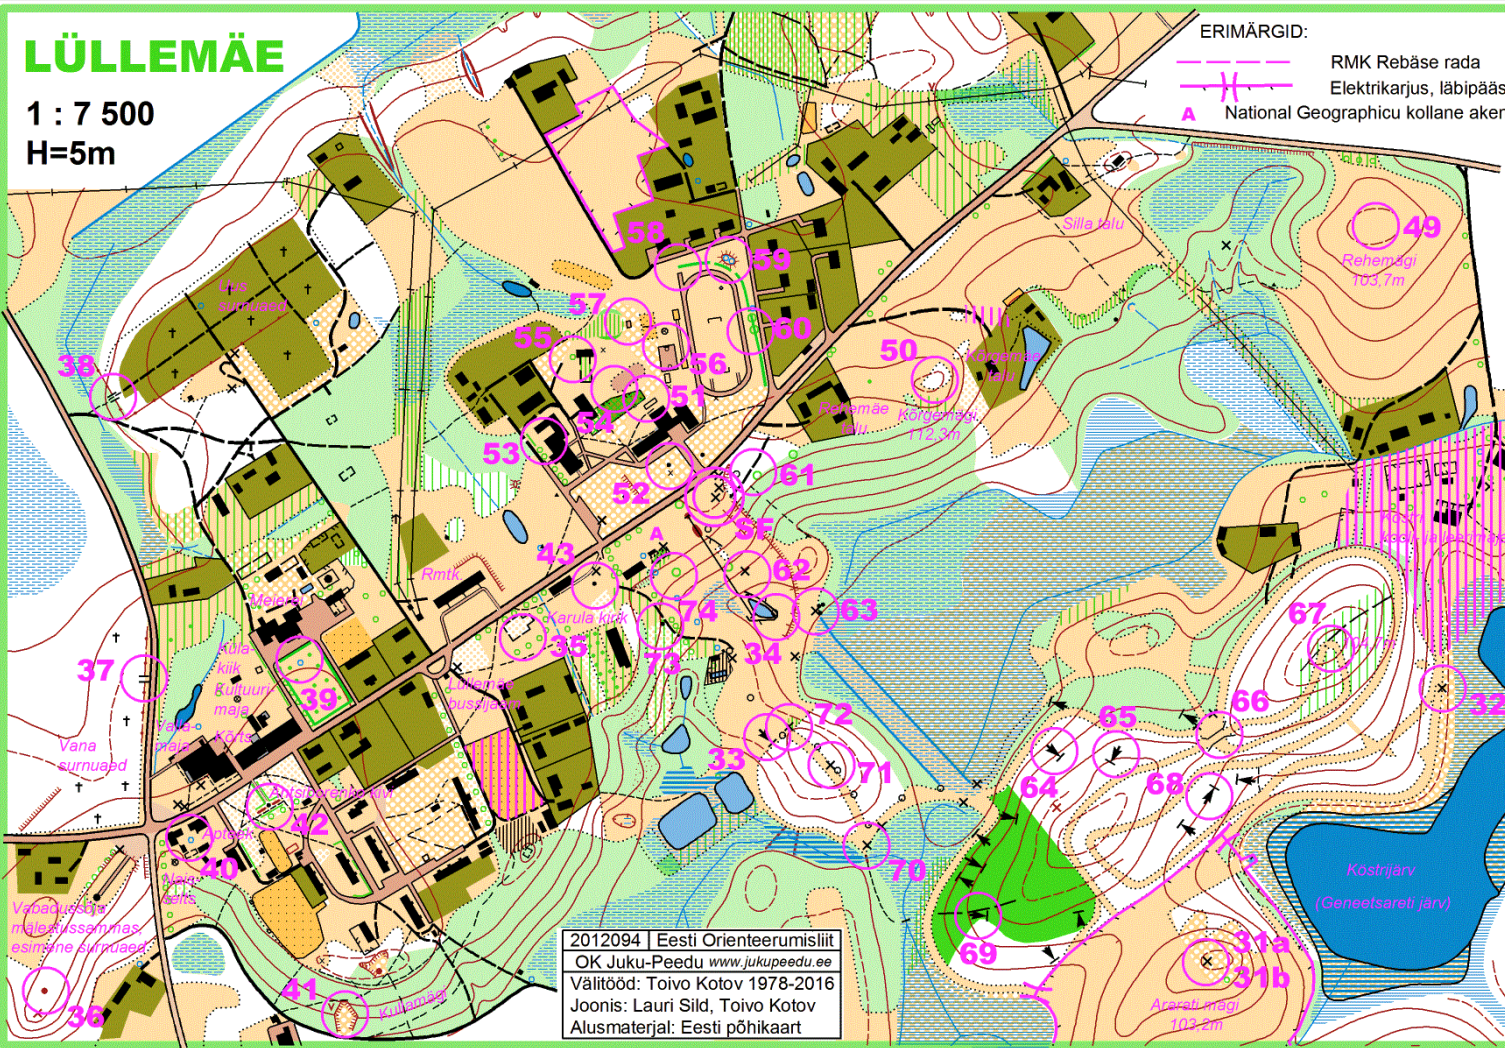 LÜLLEMÄE
1 : 7 500
H=5m
ERIMÄRGID:
RMK Rebäse rada
Elektrikarjus, läbipääs
A National Geographicu kollane aken
Silla talu
49
Rehemägi
103,7m
58
59
Uus
surnuaed
57
55
60
56
50
Kõrgemäe
talu
38
51
54
Rehemäe
talu
Kõrgemägi
112,3m
53
52
61
SF
A
43
Rmtk.
62
Meierei
74
63
Karula kirik
35
34
73
67
Küla-
kiik
37
39
Kultuuri-
maja
Lüllemäe
bussijaam
32
66
65
72
Valla-
maja
Kõrts
Vana
surnuaed
33
71
64
68
Antsibarenko kivi
42
Apteek
40
70
Nais-
selts
Köstrijärv
(Geneetsareti järv)
Vabadussõja
mälestussammas,
esimene surnuaed
69
31a
31b
41
Kullamägi
36
Ararati mägi
103,2m
2012094 Eesti Orienteerumisliit
OK Juku-Peedu www.jukupeedu.ee
Välitööd: Toivo Kotov 1978-2016
Joonis: Lauri Sild, Toivo Kotov
Alusmaterjal: Eesti põhikaart